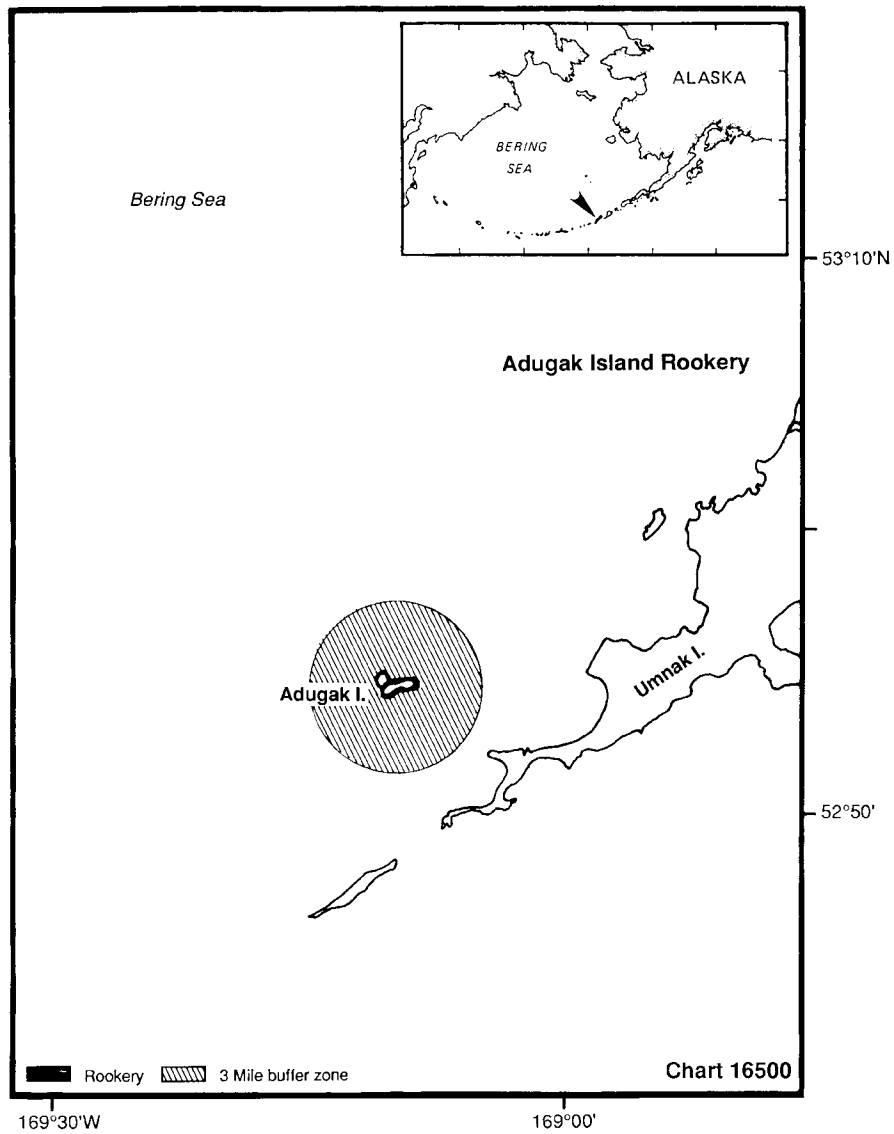 ALASKA
BERING
SEA
Bering Sea
53°10'N
Adugak Island Rookery
Umnak I.
Adugak I.
52°50'
Rookery
3 Mile buffer zone
Chart 16500
169°30'W
169°00'